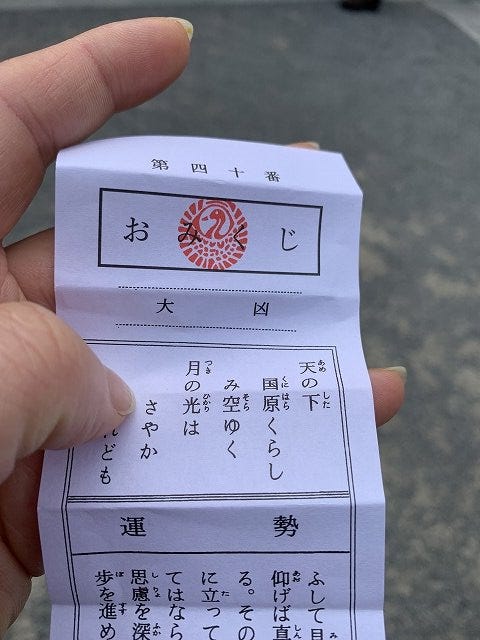 第四十番
おみくじ
大凶
天の下
国原くらし
み空ゆく
月の光は
さやか
れども
運勢
ふして目
仰げば真
る。その
に立って
てはなら
思慮を深
歩を進め